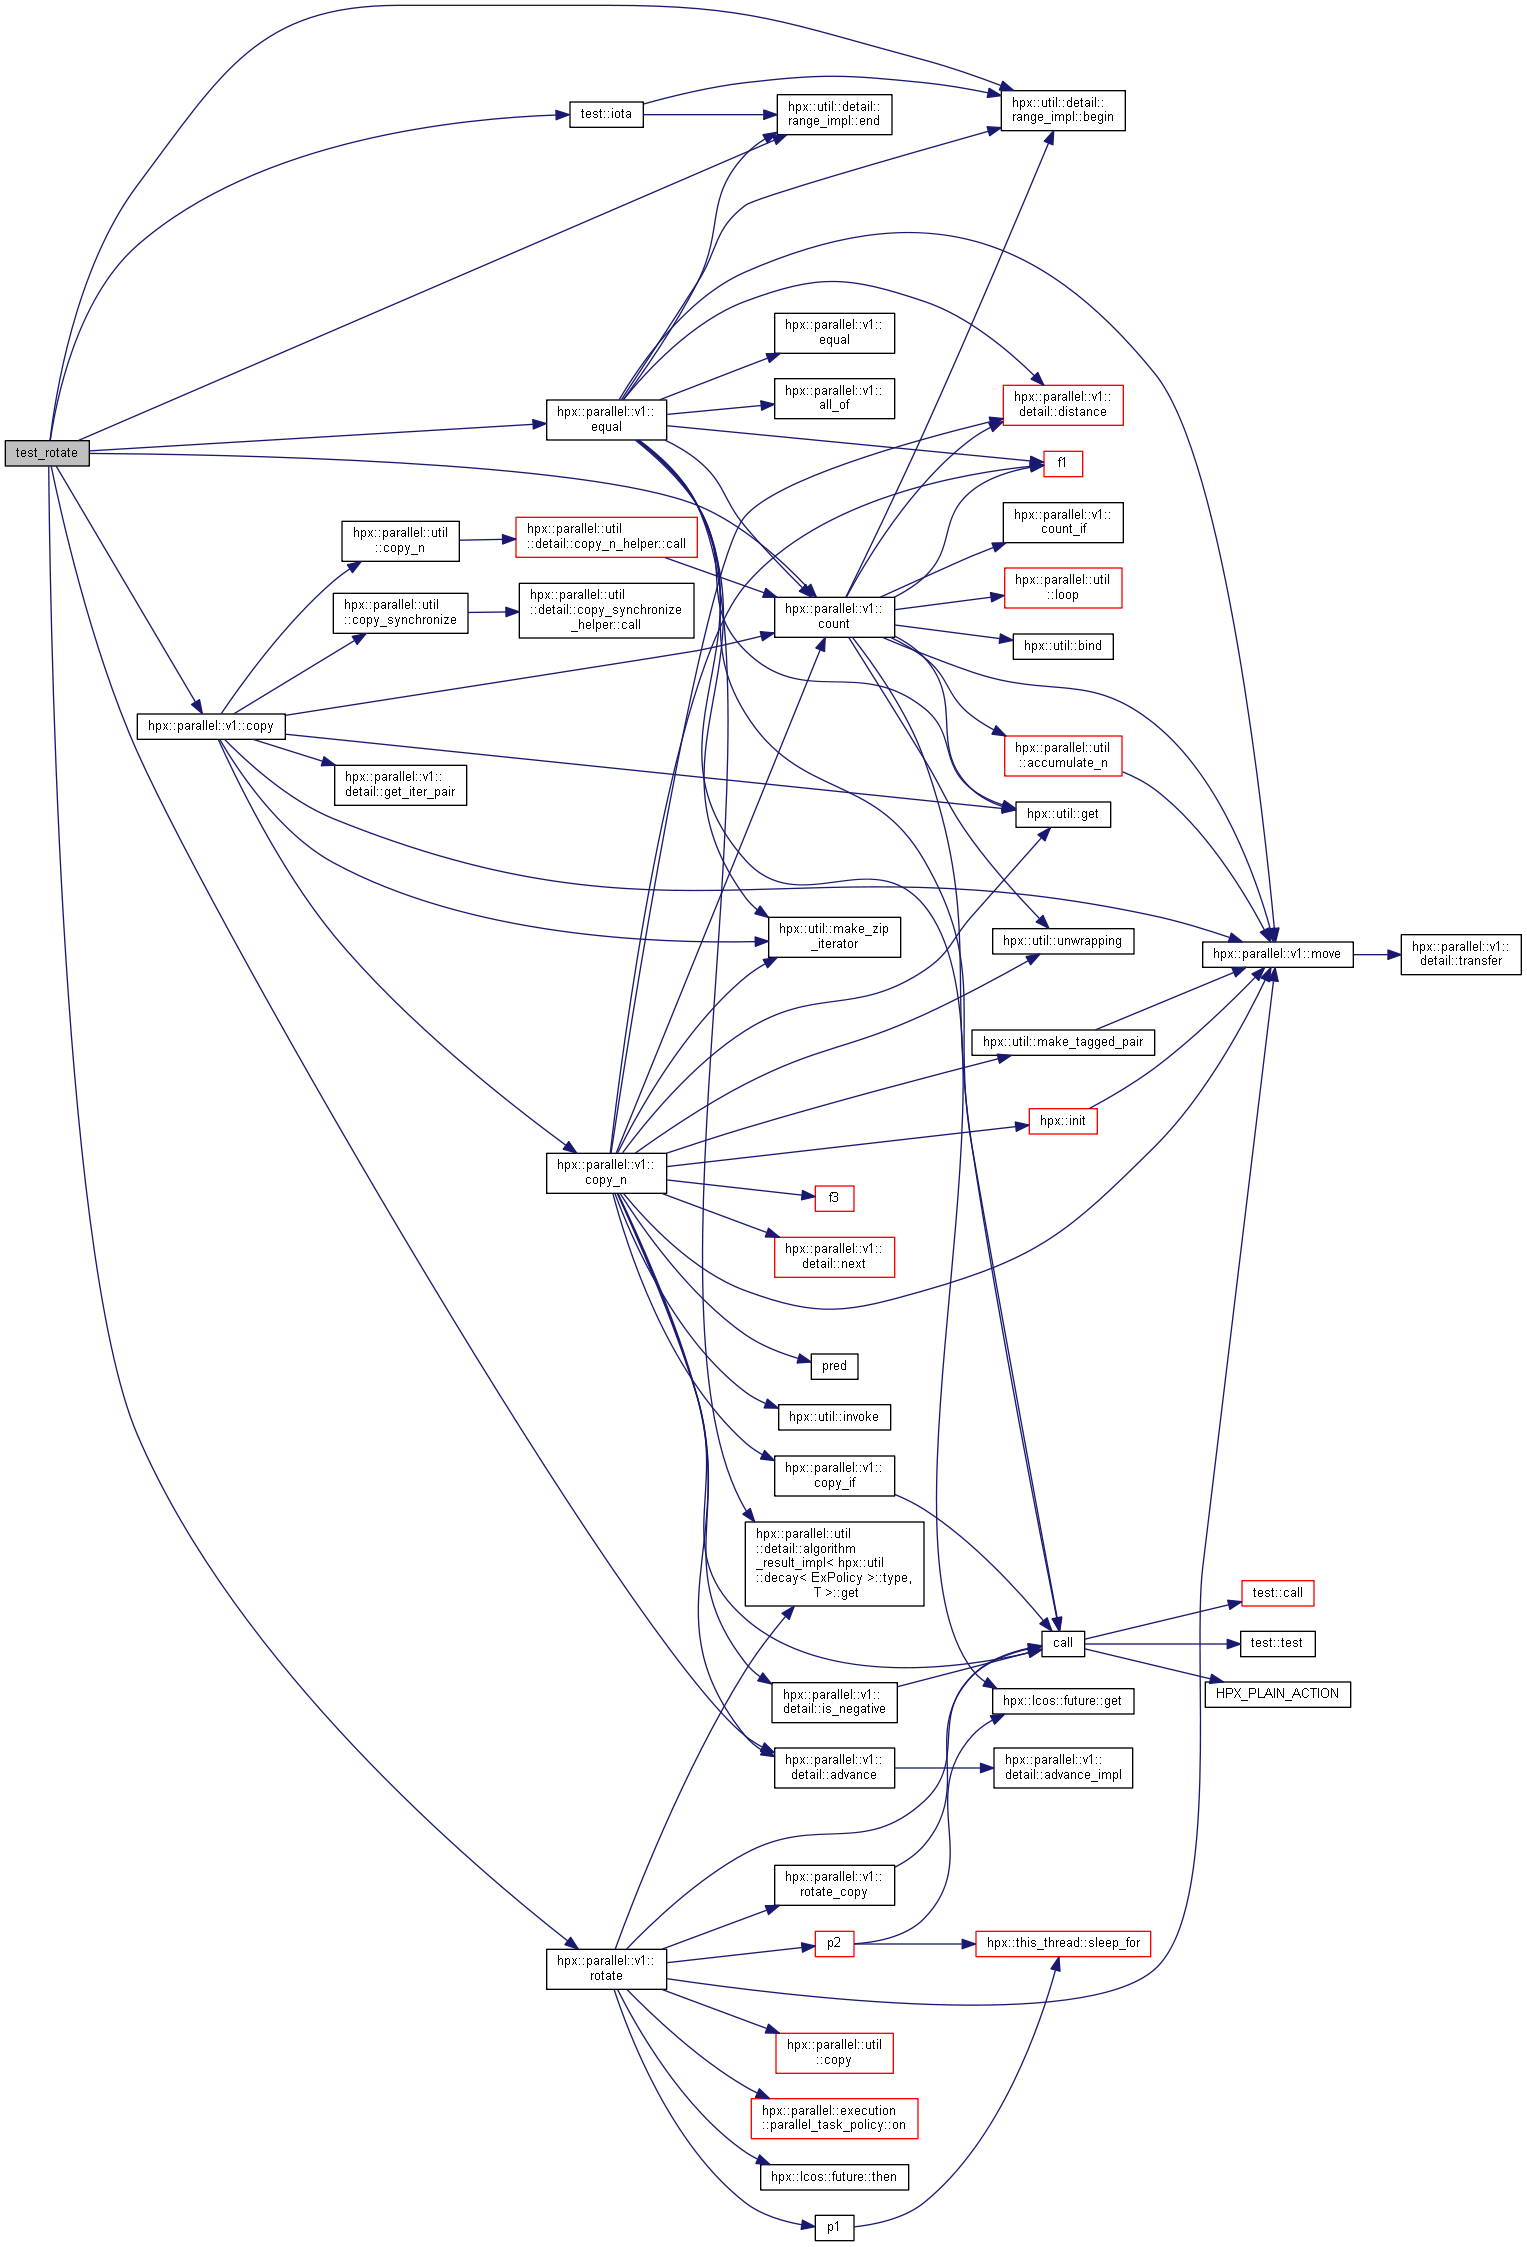 test::iota
hpx::util::detail::
range_impl::end
hpx::util::detail::
range_impl::begin
hpx::parallel::v1::
equal
hpx::parallel::v1::
all_of
hpx::parallel::v1::
detail::distance
hpx::parallel::v1::
equal
test_rotate
f1
hpx::parallel::util
::copy_n
hpx::parallel::util
::detail::copy_n_helper::call
hpx::parallel::v1::
count_if
hpx::parallel::util
::loop
hpx::parallel::util
::copy_synchronize
hpx::parallel::util
::detail::copy_synchronize
_helper::call
hpx::parallel::v1::
count
hpx::util::bind
hpx::parallel::v1::copy
hpx::parallel::util
::accumulate_n
hpx::parallel::v1::
detail::get_iter_pair
hpx::util::get
hpx::util::make_zip
_iterator
hpx::util::unwrapping
hpx::parallel::v1::move
hpx::parallel::v1::
detail::transfer
hpx::util::make_tagged_pair
hpx::init
hpx::parallel::v1::
copy_n
f3
hpx::parallel::v1::
detail::next
pred
hpx::util::invoke
hpx::parallel::v1::
copy_if
hpx::parallel::util
::detail::algorithm
_result_impl< hpx::util
::decay< ExPolicy >::type,
T >::get
test::call
call
test::test
HPX_PLAIN_ACTION
hpx::parallel::v1::
detail::is_negative
hpx::lcos::future::get
hpx::parallel::v1::
detail::advance
hpx::parallel::v1::
detail::advance_impl
hpx::parallel::v1::
rotate_copy
p2
hpx::this_thread::sleep_for
hpx::parallel::v1::
rotate
hpx::parallel::util
::copy
hpx::parallel::execution
::parallel_task_policy::on
hpx::lcos::future::then
p1